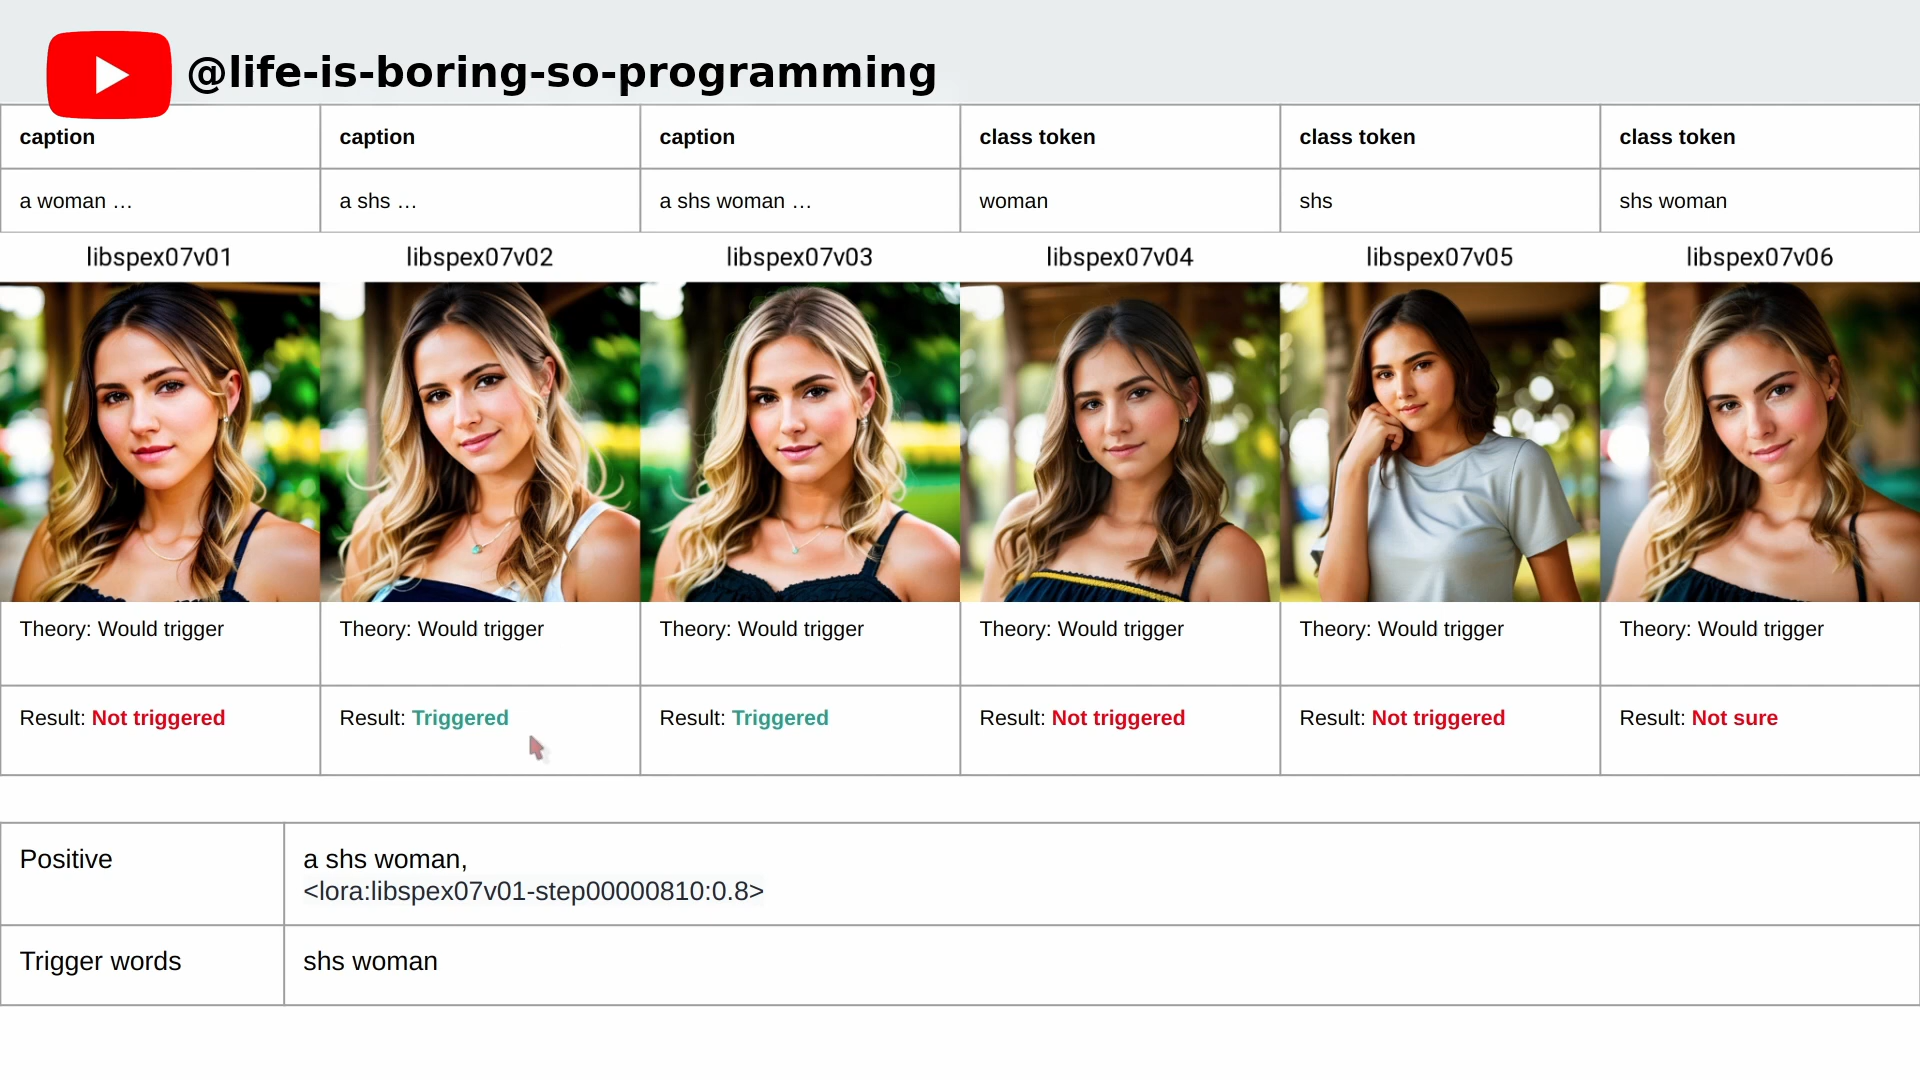 @life-is-boring-so-programming
caption caption caption class token class token class token
a woman … a shs … a shs woman … woman shs shs woman
libspex07v01 libspex07v02 libspex07v03 libspex07v04 libspex07v05 libspex07v06
Theory: Would trigger Theory: Would trigger Theory: Would trigger Theory: Would trigger Theory: Would trigger Theory: Would trigger
Result: Not triggered Result: Triggered Result: Triggered Result: Not triggered Result: Not triggered Result: Not sure
Positive a shs woman,
<lora:libspex07v01-step00000810:0.8>
Trigger words shs woman